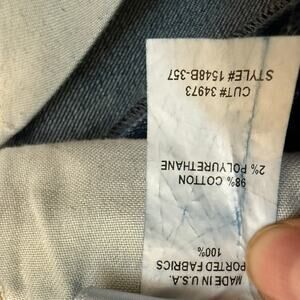 100%
PORTED FABRICS
MADE IN U.S.A.
98% COTTON
2% POLYURETHANE
CUT# 34973
STYLE# 1548B-357